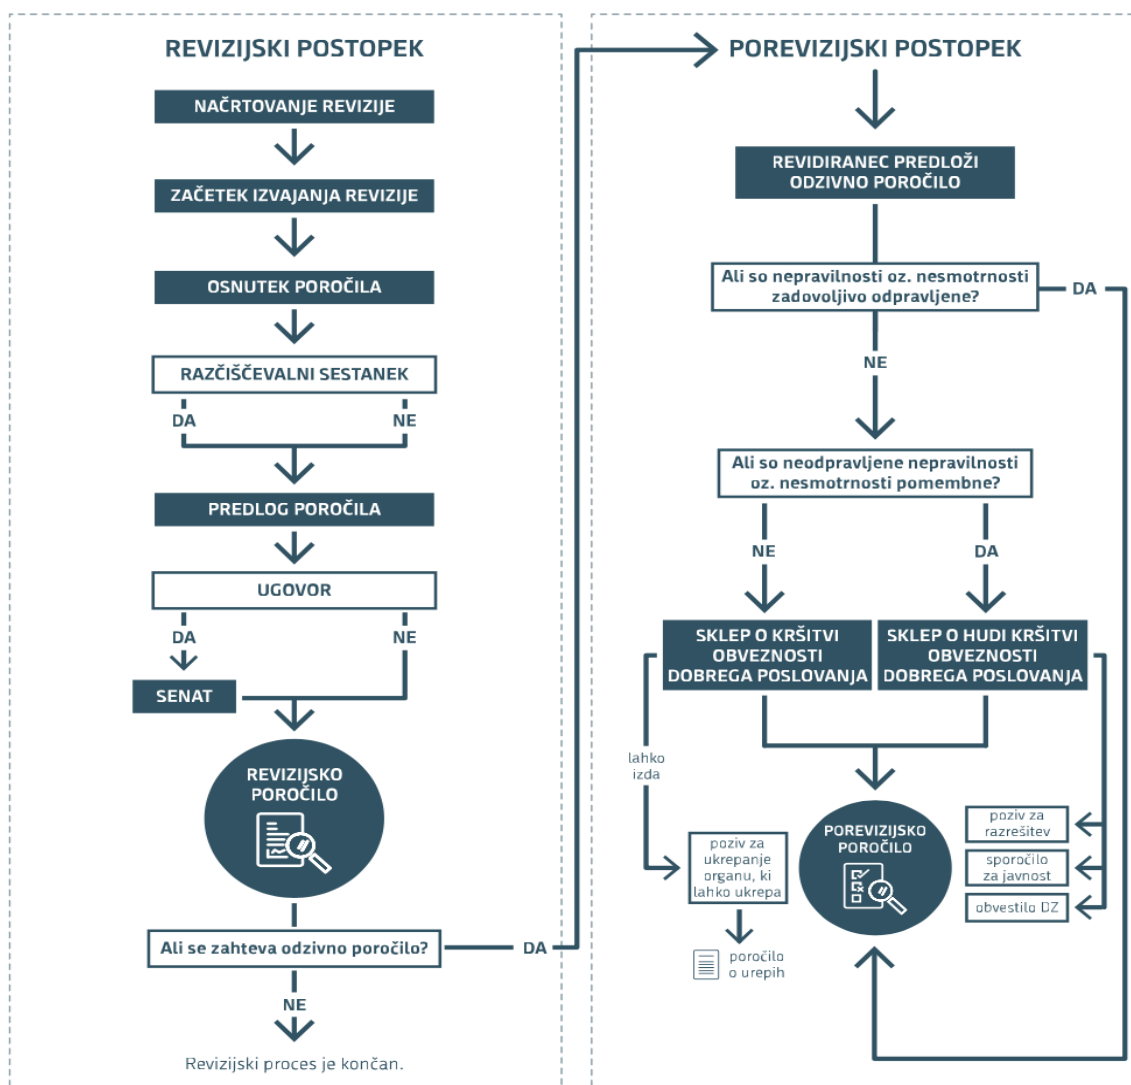 REVIZIJSKI POSTOPEK
NAČRTOVANJE REVIZIJE
ZAČETEK IZVAJANJA REVIZIJE
OSNUTEK POROČILA
RAZČIŠČEVALNI SESTANEK
DA
NE
PREDLOG POROČILA
UGOVOR
DA
NE
SENAT
REVIZIJSKO
POROČILO
Ali se zahteva odzivno poročilo?
DA
NE
Revizijski proces je končan.
POREVIZIJSKI POSTOPEK
REVIDIRANEC PREDLOŽI
ODZIVNO POROČILO
Ali so nepravilnosti oz. nesmotrnosti
zadovoljivo odpravljene?
DA
NE
Ali so neodpravljene nepravilnosti
oz. nesmotrnosti pomembne?
NE
DA
SKLEP O KRŠITVI
OBVEZNOSTI
DOBREGA POSLOVANJA
SKLEP O HUDI KRŠITVI
OBVEZNOSTI
DOBREGA POSLOVANJA
lahko
izda
poziv za
ukrepanje
organu, ki
lahko ukrepa
poročilo
o urepih
POREVIZIJSKO
POROČILO
poziv za
razrešitev
sporočilo
za javnost
obvestilo DZ